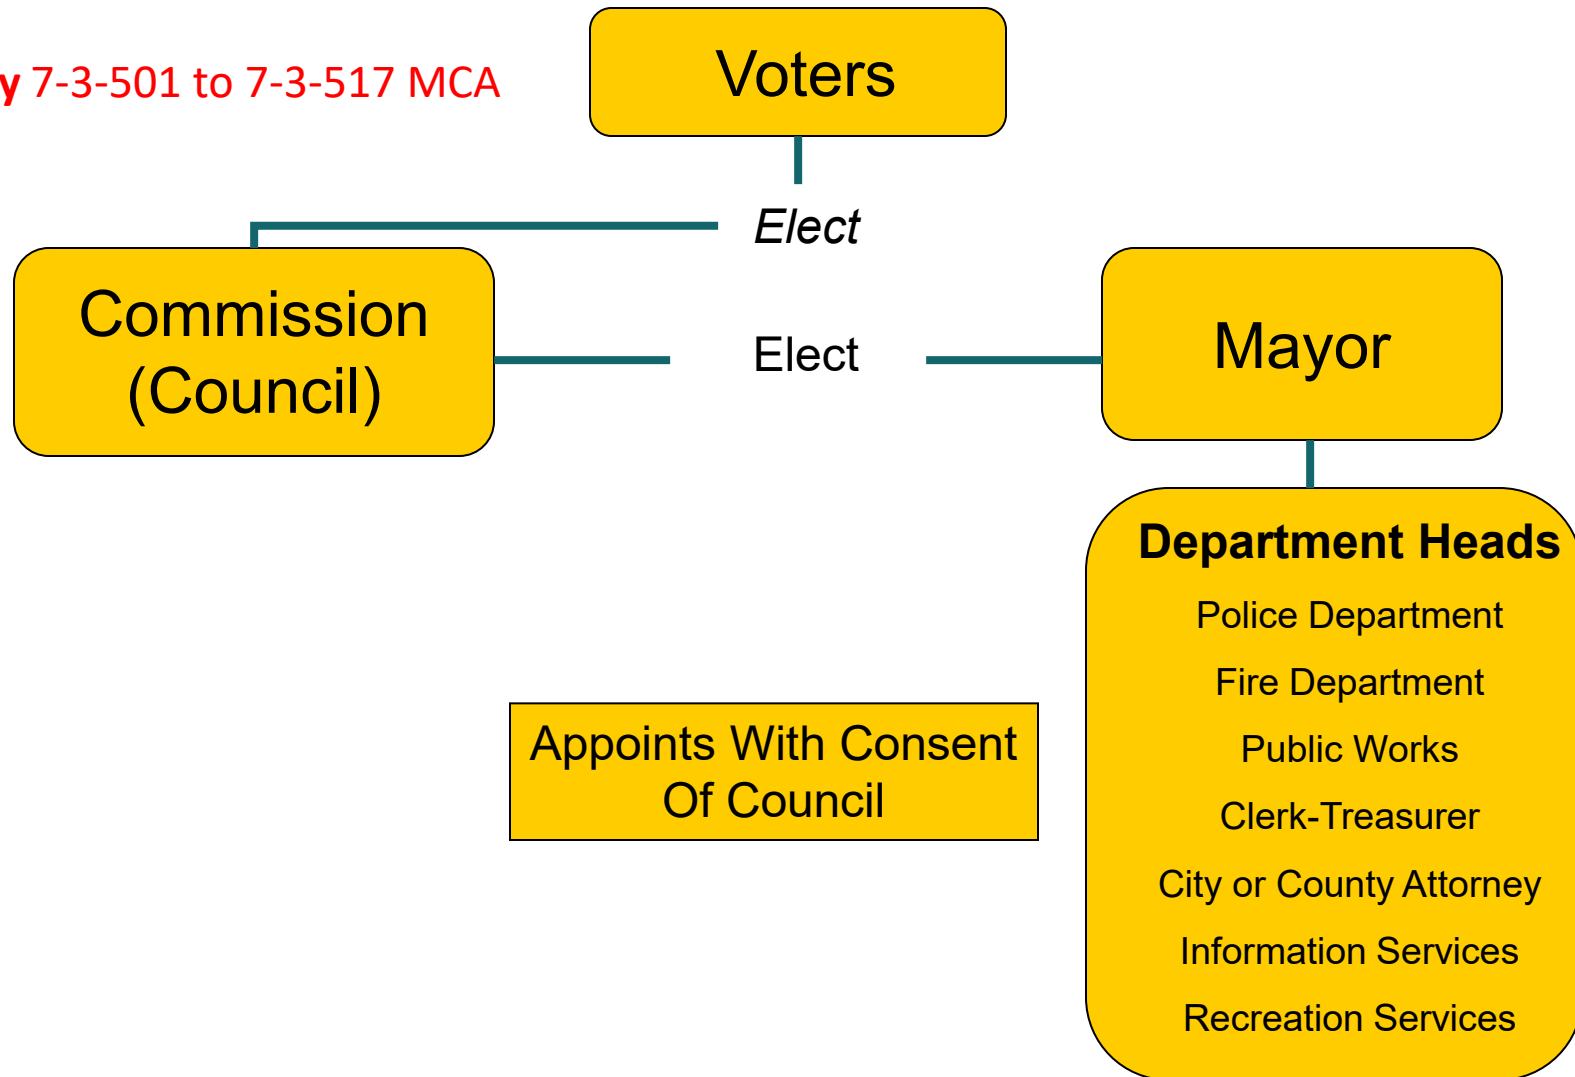 y 7-3-501 to 7-3-517 MCA
Voters
Elect
Commission
(Council)
Elect
Mayor
Department Heads
Police Department
Fire Department
Public Works
Clerk-Treasurer
City or County Attorney
Information Services
Recreation Services
Appoints With Consent
Of Council